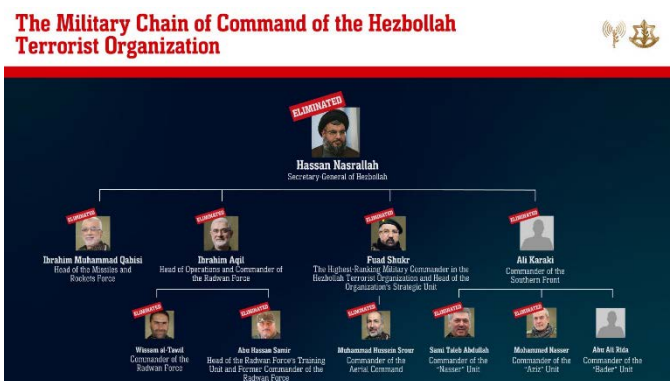 The Military Chain of Command of the Hezbollah
Terrorist Organization
ELIMINATED
Hassan Nasrallah
Secretary-General of Hezbollah
ELIMINATED
ELIMINATED
ELIMINATED
ELIMINATED
Ibrahim Muhammad Qabisi
Head of the Missiles and
Rockets Force
Ibrahim Aqil
Head of Operations and Commander of
the Radwan Force
Fuad Shukr
The Highest-Ranking Military Commander in the
Hezbollah Terrorist Organization and Head of the
Organization's Strategic Unit
Ali Karaki
Commander of the
Southern Front
ELIMINATED
ELIMINATED
ELIMINATED
ELIMINATED
ELIMINATED
Wissam al-Tawil
Commander of the
Radwan Force
Abu Hassan Samir
Head of the Radwan Force's Training
Unit and Former Commander of the
Radwan Force
Muhammad Hussein Srour
Commander of the
Aerial Command
Sami Taleb Abdullah
Commander of the
"Nasser" Unit
Mohammed Nasser
Commander of the
"Aziz" Unit
Abu Ali Rida
Commander of the
"Bader" Unit